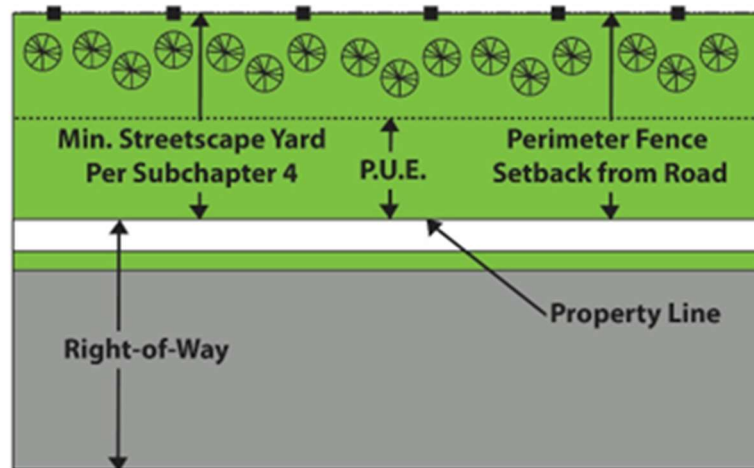 Min. Streetscape Yard
Per Subchapter 4
P.U.E.
Perimeter Fence
Setback from Road
Property Line
Right-of-Way